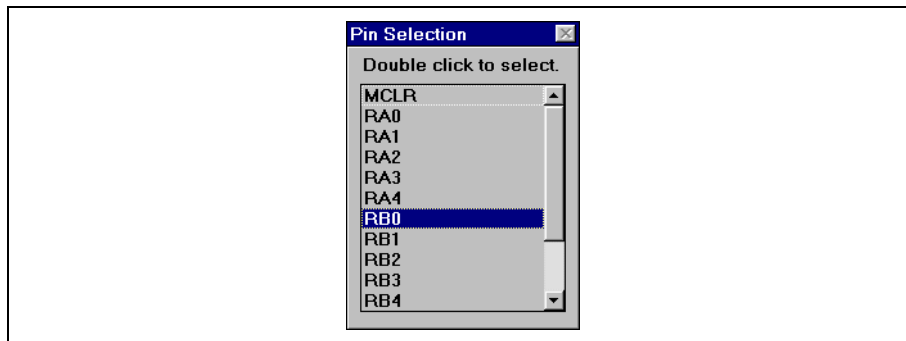 Pin Selection
Double click to select.
MCLR
RA0
RA1
RA2
RA3
RA4
RB0
RB1
RB2
RB3
RB4